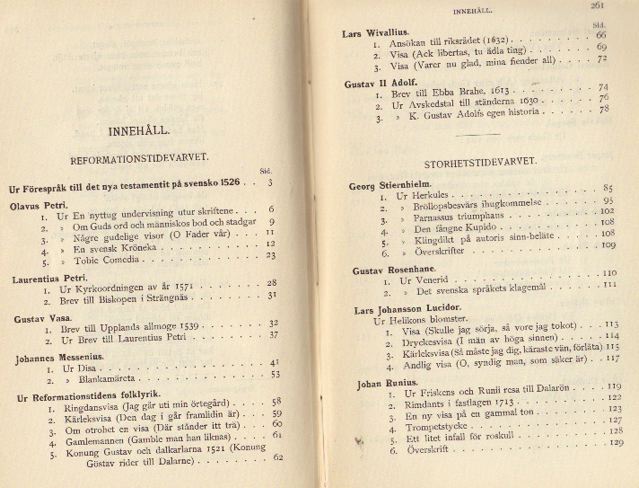 INNEHÅLL.
REFORMATIONSTIDEVARVET.
Sid.
Ur Förespråk till det nya testamentit på svensko 1526 . . 3
Olavus Petri.
1. Ur En nyttug undervisning utur skriftene . . . 6
2. » Om Guds ord och människos bod och stadgar 9
3. » Någre gudelige visor (O Fader vår) . . . . 11
4. » En svensk Kröneka . . . . . . . . . . 12
5. » Tobie Comedia . . . . . . . . . . . . 23
Laurentius Petri.
1. Ur Kyrkoordningen av år 1571 . . . . . . . 28
2. Brev till Biskopen i Strängnäs . . . . . . . 31
Gustav Vasa.
1. Brev till Upplands allmoge 1539 . . . . . . . 32
2. Ur Brev till Laurentius Petri . . . . . . . . 37
Johannes Messenius.
1. Ur Disa . . . . . . . . . . . . . . . 41
2. » Blankamäreta . . . . . . . . . . . . 53
Ur Reformationstidens folklyrik.
1. Ringdansvisa (Jag går uti min örtegård) . . . . 58
2. Kärleksvisa (Den dag i går framlidin är) . . . . 59
3. Om otrohet en visa (Där stånder itt trä) . . . . 60
4. Gamlemannen (Gamble man han liknas) . . . . 61
5. Konung Gustav och dalkarlarna 1521 (Konung
Göstav rider till Dalarne) . . . . . . . . . 62
INNEHÅLL. 261
Sid.
Lars Wivallius.
1. Ansökan till riksrådet (1632) . . . . . . . . 66
2. Visa (Ack libertas, tu ädla ting) . . . . . . . 69
3. Visa (Varer nu glad, mina fiender all) . . . . . 72
Gustav II Adolf.
1. Brev till Ebba Brahe, 1613 . . . . . . . . . 74
2. Ur Avskedstal till ständerna 1630 . . . . . . . 76
3. » K. Gustav Adolfs egen historia . . . . . . 78
STORHETSTIDEVARVET.
Georg Stiernhielm.
1. Ur Herkules . . . . . . . . . . . . . . 85
2. » Bröllopsbesvärs ihugkommelse . . . . . . 95
3. » Parnassus triumphans . . . . . . . . . 102
4. » Den fångne Kupido . . . . . . . . . . 108
5. » Klingdikt på autoris sinn-beläte . . . . . . 108
6. » Överskrifter . . . . . . . . . . . . . 109
Gustav Rosenhane.
1. Ur Venerid . . . . . . . . . . . . . . 110
2. » Det svenska språkets klagemål . . . . . . 111
Lars Johansson Lucidor.
Ur Helikons blomster.
1. Visa (Skulle jag sörja, så vore jag tokot) . . . 113
2. Dryckesvisa (I män av höga sinnen) . . . . . 114
3. Kärleksvisa (Så måste jag dig, käraste vän, förlåta) 115
4. Andlig visa (O, syndig man, som säker är) . . . 117
Johan Runius.
1. Ur Friskens och Runii resa till Dalarön . . . . 119
2. Rimdants i fastlagen 1713 . . . . . . . . . 122
3. En ny visa på en gammal ton . . . . . . . . 123
4. Trompetstycke . . . . . . . . . . . . . 127
5. Ett litet infall för roskull . . . . . . . . . 128
6. Överskrift . . . . . . . . . . . . . . . 129